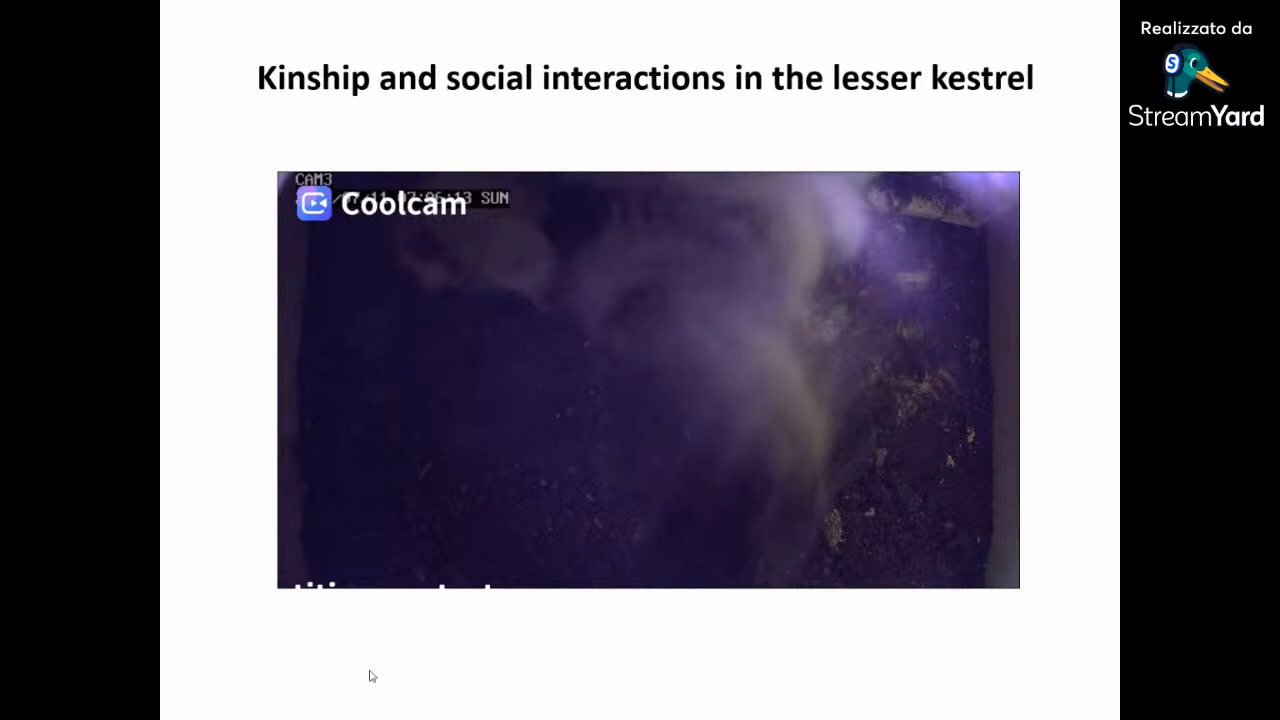 Realizzato da
StreamYard
Kinship and social interactions in the lesser kestrel
CAM3
SUN
Coolcam